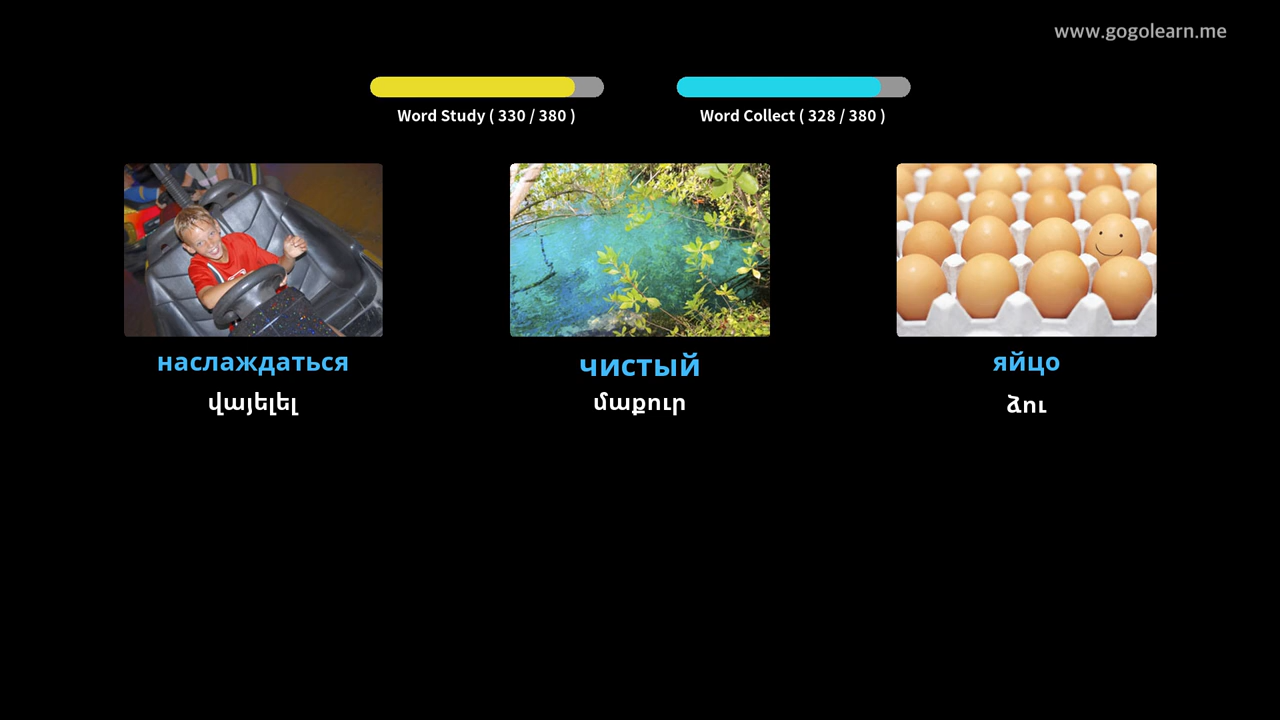 www.gogolearn.me
Word Study ( 330 / 380 )
Word Collect ( 328 / 380 )
наслаждаться
վայելել
чистый
մաքուր
яйцо
ձու